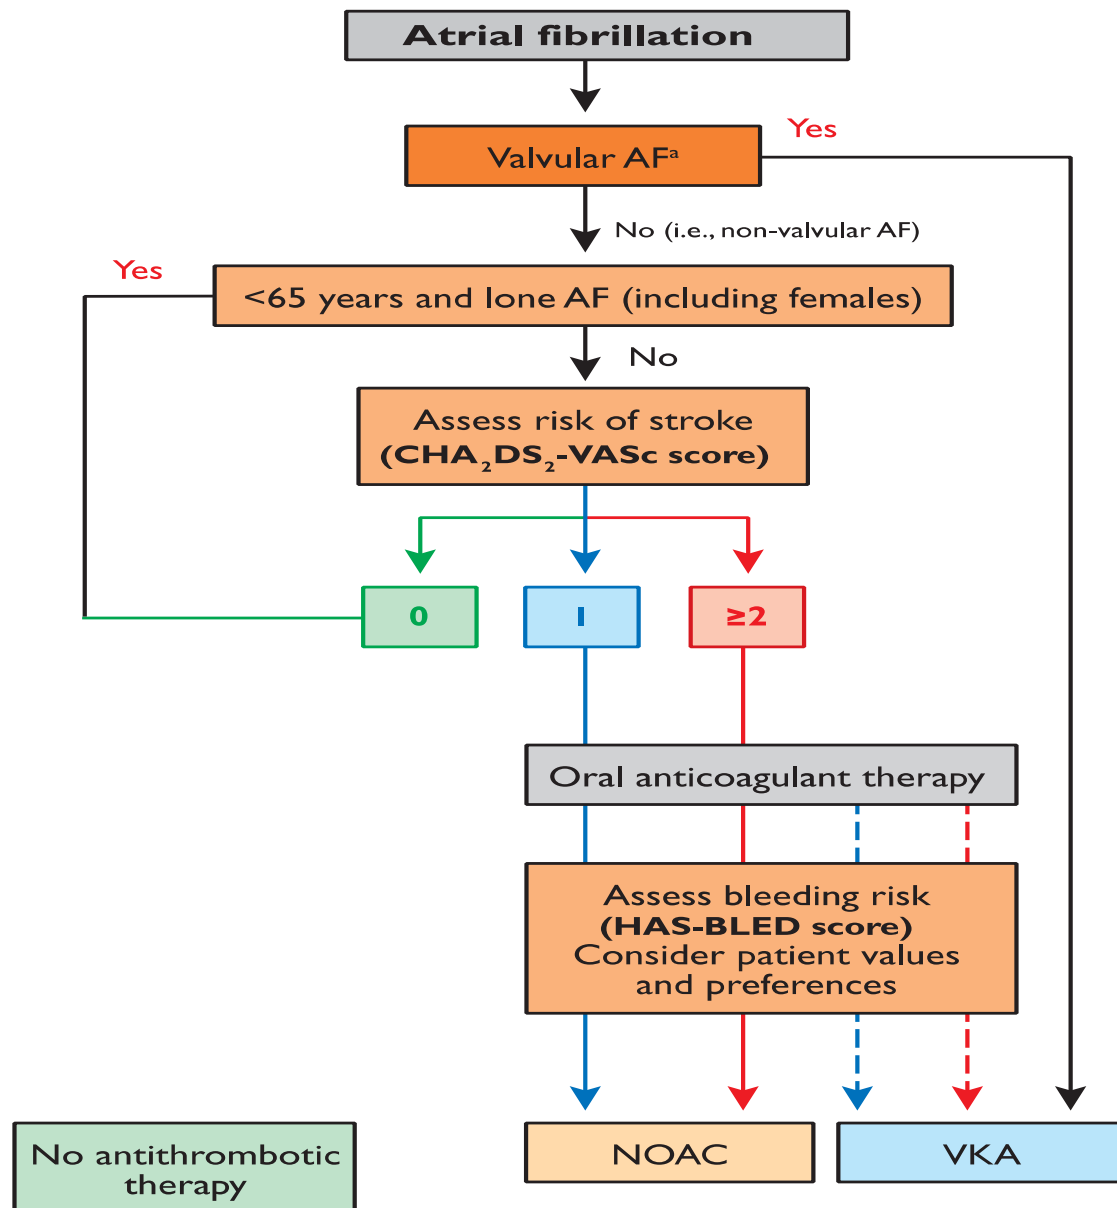 Atrial fibrillation
Yes
Valvular AFᵃ
No (i.e., non-valvular AF)
Yes
<65 years and lone AF (including females)
No
Assess risk of stroke
(CHA₂DS₂-VASc score)
0
1
≥2
Oral anticoagulant therapy
Assess bleeding risk
(HAS-BLED score)
Consider patient values
and preferences
No antithrombotic
therapy
NOAC
VKA